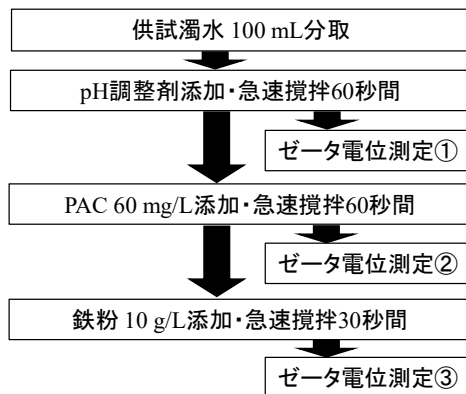 供試濁水 100 mL分取
pH調整剤添加・急速撹拌60秒間
ゼータ電位測定①
PAC 60 mg/L添加・急速撹拌60秒間
ゼータ電位測定②
鉄粉 10 g/L添加・急速撹拌30秒間
ゼータ電位測定③